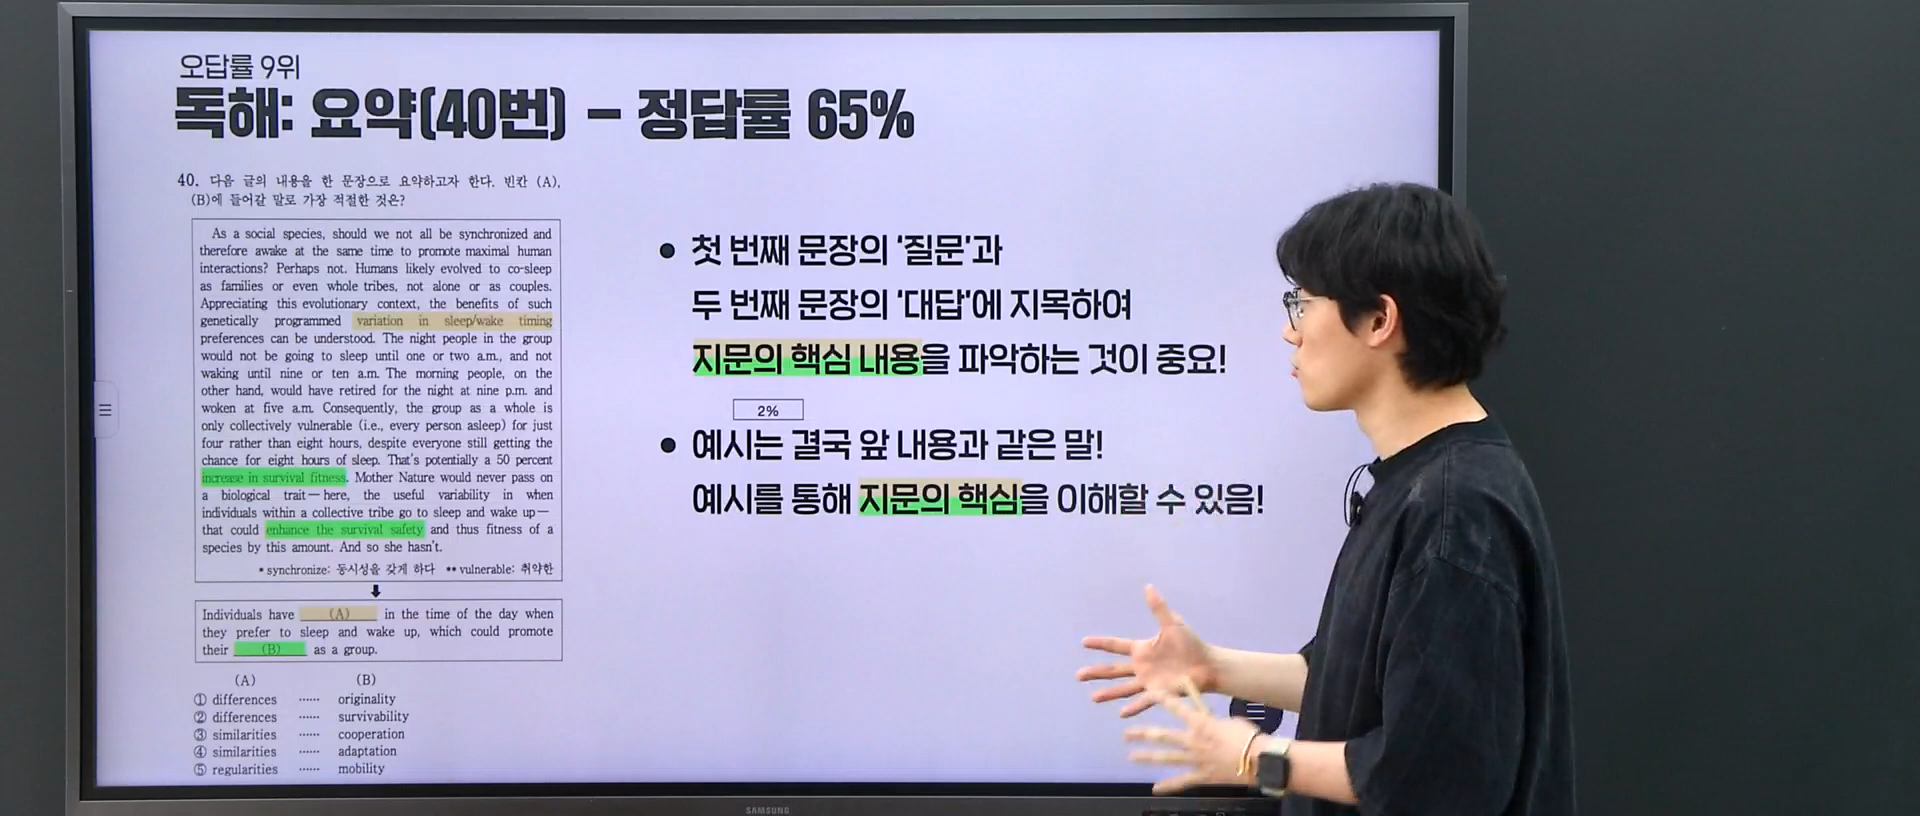 오답률 9위
독해: 요약(40번) – 정답률 65%
40. 다음 글의 내용을 한 문장으로 요약하고자 한다. 빈칸 (A),
(B)에 들어갈 말로 가장 적절한 것은?
As a social species, should we not all be synchronized and
therefore awake at the same time to promote maximal human
interactions? Perhaps not. Humans likely evolved to co-sleep
as families or even whole tribes, not alone or as couples.
Appreciating this evolutionary context, the benefits of such
genetically programmed variation in sleep/wake timing
preferences can be understood. The night people in the group
would not be going to sleep until one or two a.m., and not
waking until nine or ten a.m. The morning people, on the
other hand, would have retired for the night at nine p.m. and
woken at five a.m. Consequently, the group as a whole is
only collectively vulnerable (i.e., every person asleep) for just
four rather than eight hours, despite everyone still getting the
chance for eight hours of sleep. That's potentially a 50 percent
increase in survival fitness. Mother Nature would never pass on
a biological trait — here, the useful variability in when
individuals within a collective tribe go to sleep and wake up —
that could enhance the survival safety and thus fitness of a
species by this amount. And so she hasn't.
* synchronize: 동시성을 갖게 하다 ** vulnerable: 취약한
Individuals have (A) in the time of the day when
they prefer to sleep and wake up, which could promote
their (B) as a group.
(A) (B)
① differences ...... originality
② differences ...... survivability
③ similarities ...... cooperation
④ similarities ...... adaptation
⑤ regularities ...... mobility
• 첫 번째 문장의 '질문'과
두 번째 문장의 '대답'에 지목하여
지문의 핵심 내용을 파악하는 것이 중요!
2%
• 예시는 결국 앞 내용과 같은 말!
예시를 통해 지문의 핵심을 이해할 수 있음!
SAMSUNG